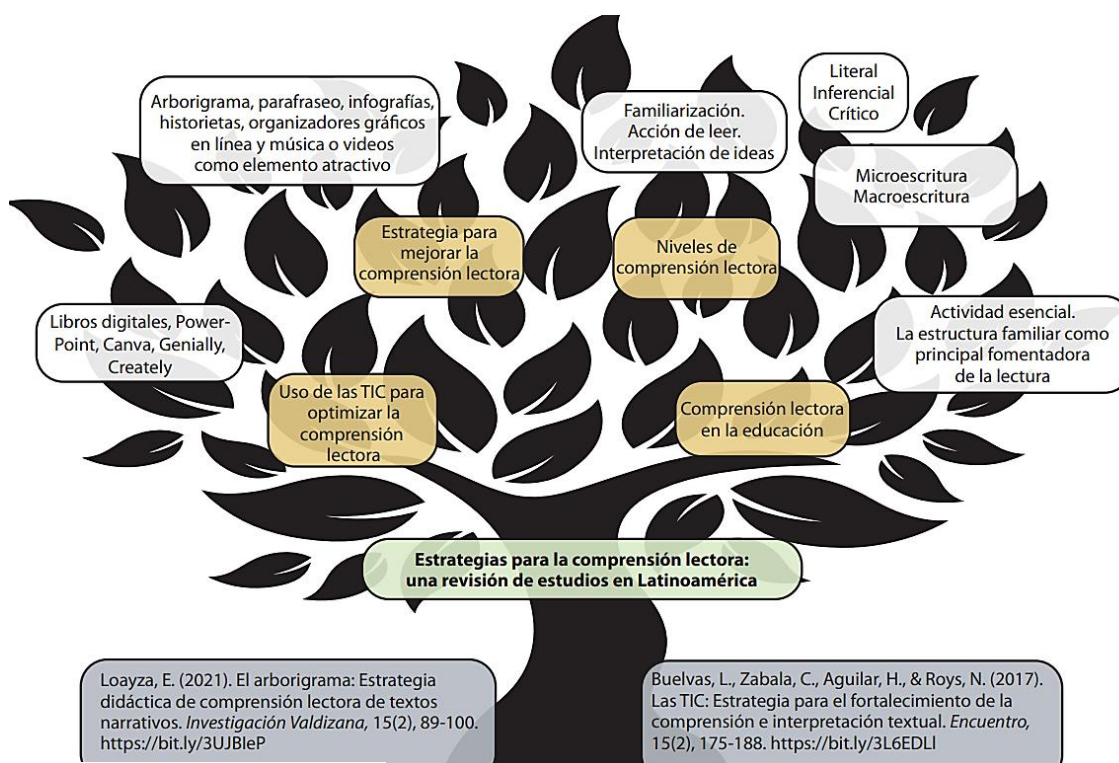 Arborigrama, parafraseo, infografías,
historietas, organizadores gráficos
en línea y música o videos
como elemento atractivo
Familiarización.
Acción de leer.
Interpretación de ideas
Literal
Inferencial
Crítico
Microescritura
Macroescritura
Estrategia para
mejorar la
comprensión lectora
Niveles de
comprensión lectora
Libros digitales, Power-
Point, Canva, Genially,
Creately
Actividad esencial.
La estructura familiar como
principal fomentadora
de la lectura
Uso de las TIC para
optimizar la
comprensión
lectora
Comprensión lectora
en la educación
Estrategias para la comprensión lectora:
una revisión de estudios en Latinoamérica
Loayza, E. (2021). El arborigrama: Estrategia
didáctica de comprensión lectora de textos
narrativos. Investigación Valdizana, 15(2), 89-100.
https://bit.ly/3UJBleP
Buelvas, L., Zabala, C., Aguilar, H., & Roys, N. (2017).
Las TIC: Estrategia para el fortalecimiento de la
comprensión e interpretación textual. Encuentro,
15(2), 175-188. https://bit.ly/3L6EDLl